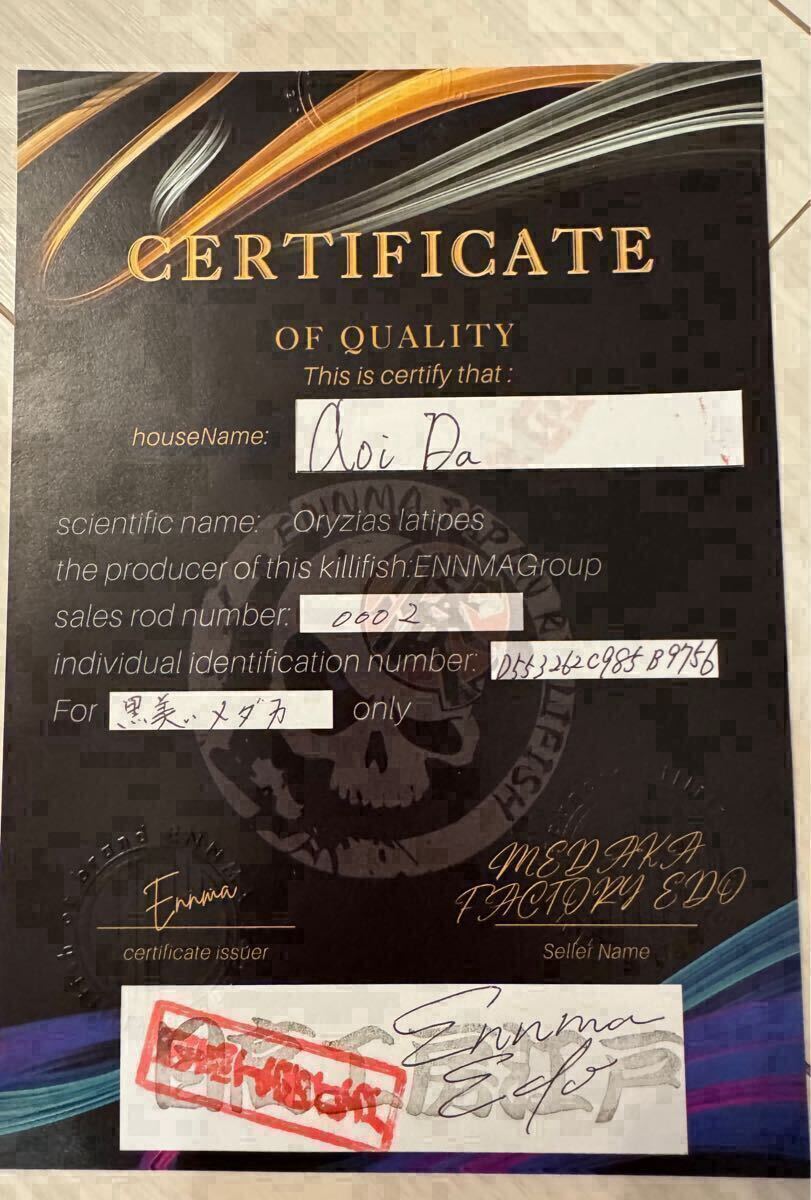 CERTIFICATE
OF QUALITY
This is certify that :
houseName: Aoi Da
scientific name: Oryzias latipes
the producer of this killifish:ENNMAGroup
sales rod number: 0002
individual identification number: D553262C985B9756
For 黒美いメダカ only
Ennma
certificate issuer
MEDAKA
FACTORY EDO
Seller Name
Ennma
Edo